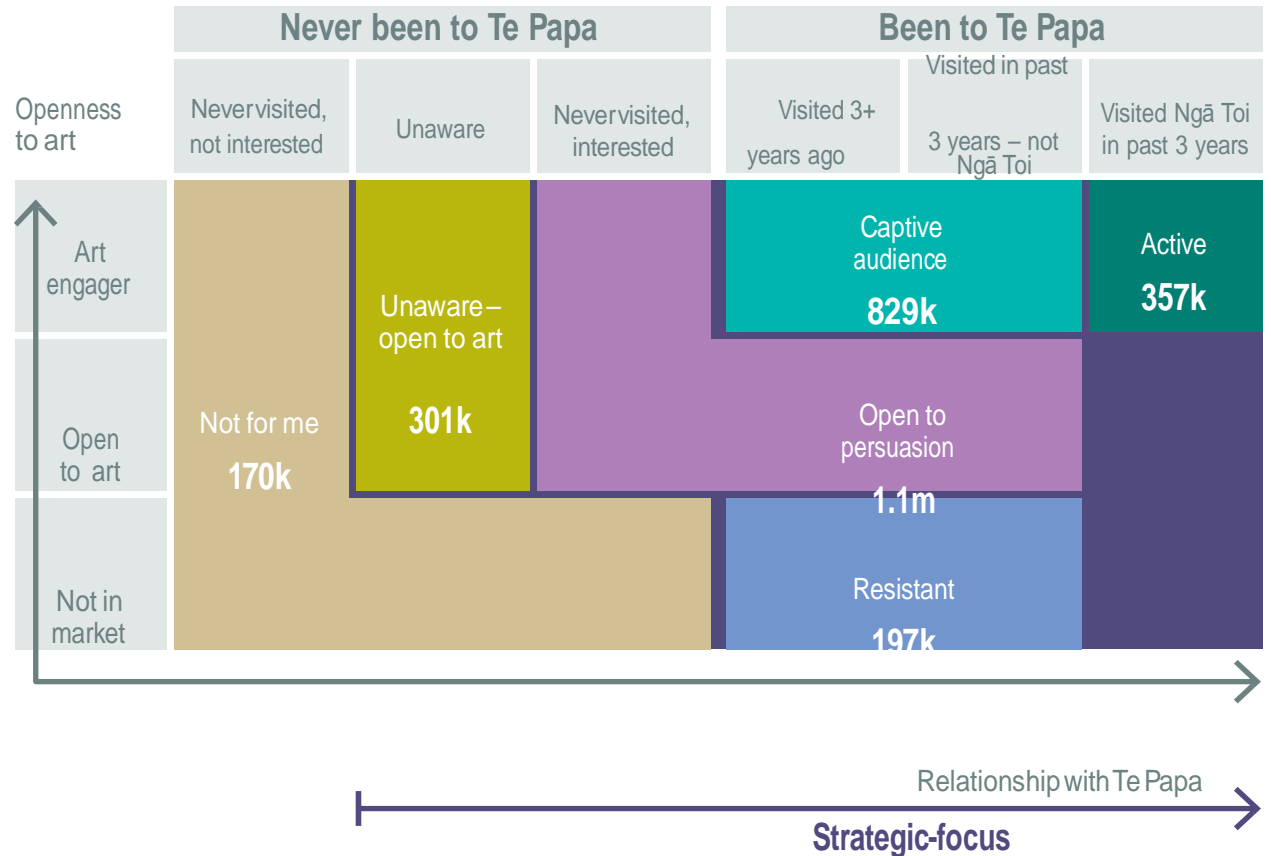 Never been to Te Papa
Been to Te Papa
Openness
to art
Never visited,
not interested
Unaware
Never visited,
interested
Visited 3+
years ago
Visited in past
3 years – not
Ngā Toi
Visited Ngā Toi
in past 3 years
Art
engager
Open
to art
Not in
market
Not for me
170k
Unaware –
open to art
301k
Captive
audience
829k
Active
357k
Open to
persuasion
1.1m
Resistant
197k
Relationship with Te Papa
Strategic-focus